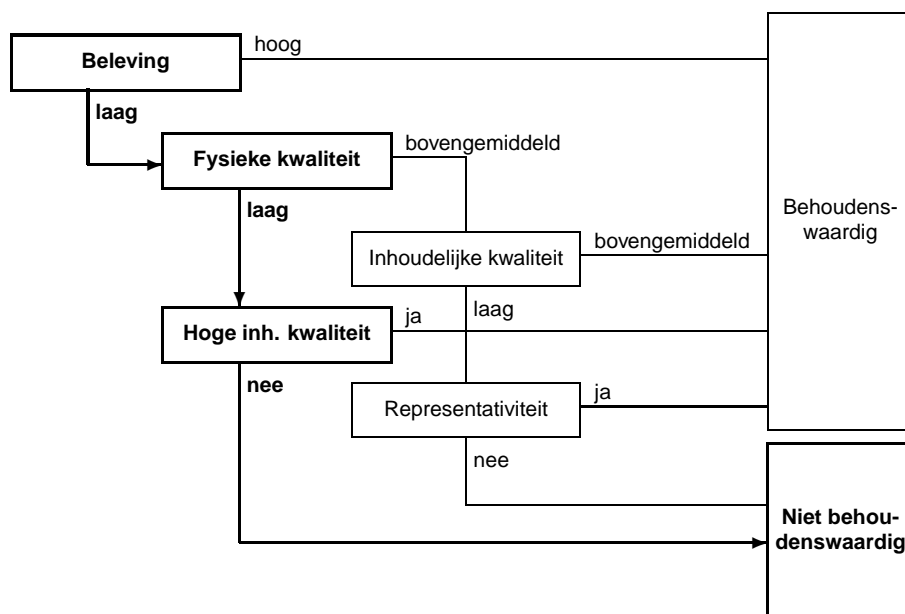 hoog
Beleving
laag
bovengemiddeld
Fysieke kwaliteit
laag
Behoudens-
waardig
bovengemiddeld
Inhoudelijke kwaliteit
laag
ja
Hoge inh. kwaliteit
nee
ja
Representativiteit
nee
Niet behou-
denswaardig